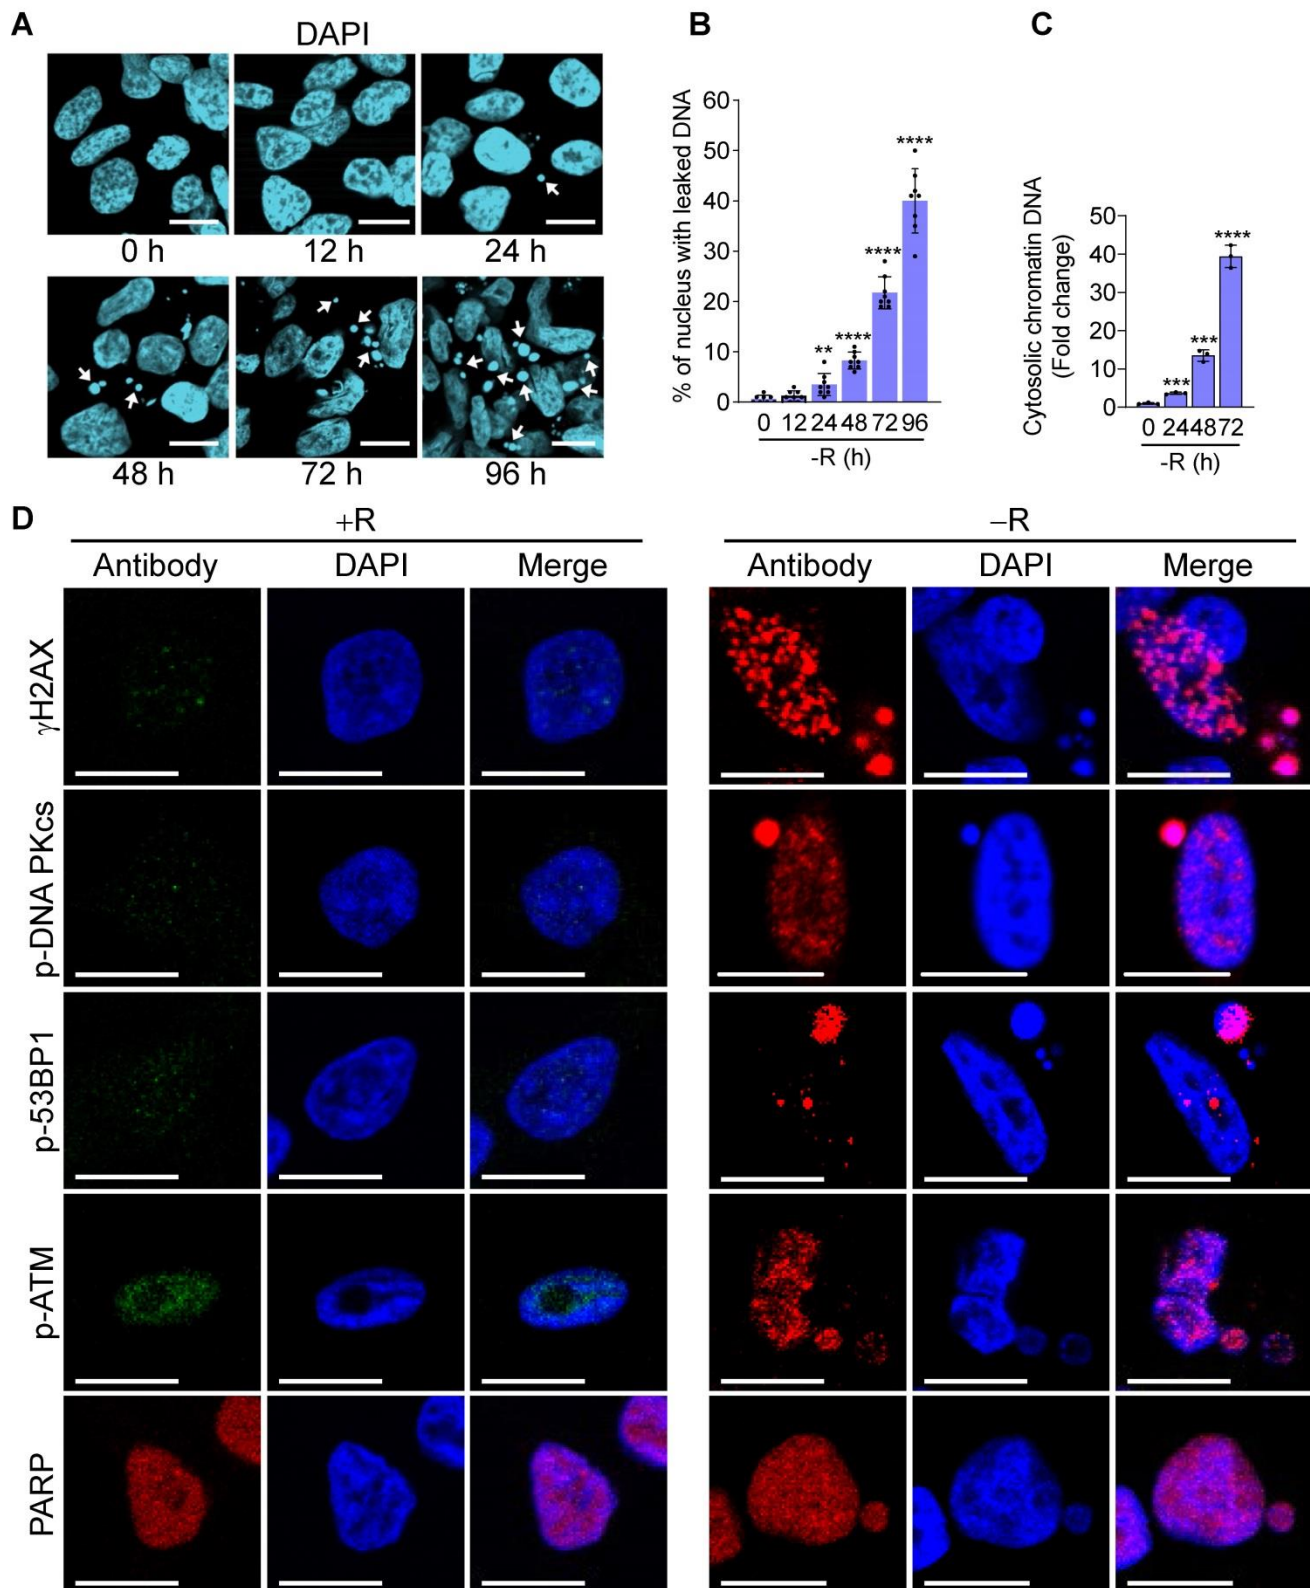 A
DAPI
0 h
12 h
24 h
48 h
72 h
96 h
B
% of nucleus with leaked DNA
60
50
40
30
20
10
0
**
****
****
****
0 12 24 48 72 96
-R (h)
C
Cytosolic chromatin DNA
(Fold change)
50
40
30
20
10
0
***
***
****
0 24 48 72
-R (h)
D
+R
−R
Antibody
DAPI
Merge
Antibody
DAPI
Merge
γH2AX
p-DNA PKcs
p-53BP1
p-ATM
PARP